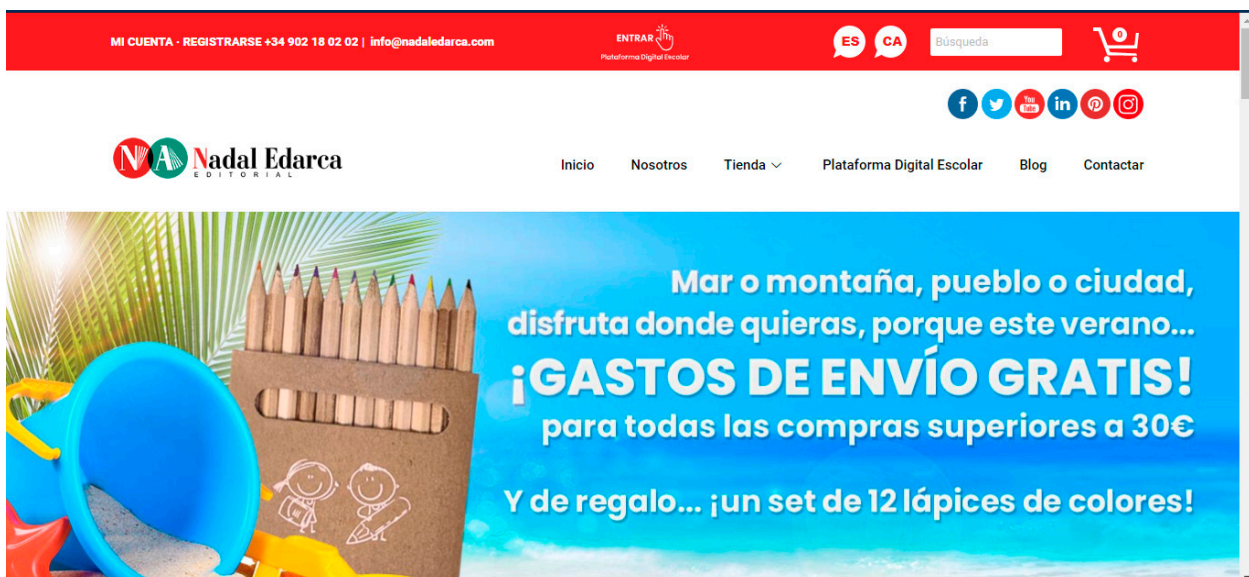 MI CUENTA · REGISTRARSE +34 902 18 02 02 | info@nadaledarca.com
ENTRAR
Plataforma Digital Escolar
ES
CA
Búsqueda
0
f
You
Tube
in
NA
Nadal Edarca
EDITORIAL
Inicio
Nosotros
Tienda
Plataforma Digital Escolar
Blog
Contactar
Mar o montaña, pueblo o ciudad,
disfruta donde quieras, porque este verano...
¡GASTOS DE ENVÍO GRATIS!
para todas las compras superiores a 30€
Y de regalo... ¡un set de 12 lápices de colores!